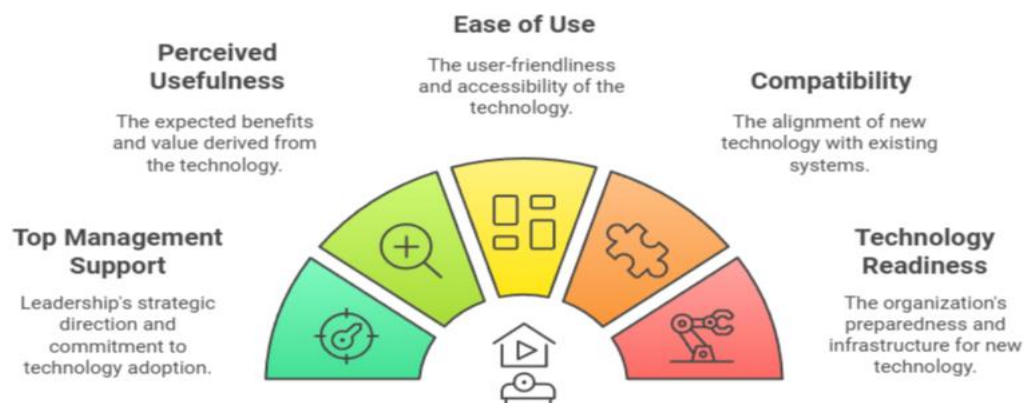 Ease of Use
The user-friendliness
and accessibility of the
technology.
Perceived
Usefulness
The expected benefits
and value derived from
the technology.
Compatibility
The alignment of new
technology with existing
systems.
Top Management
Support
Leadership's strategic
direction and
commitment to
technology adoption.
Technology
Readiness
The organization's
preparedness and
infrastructure for new
technology.